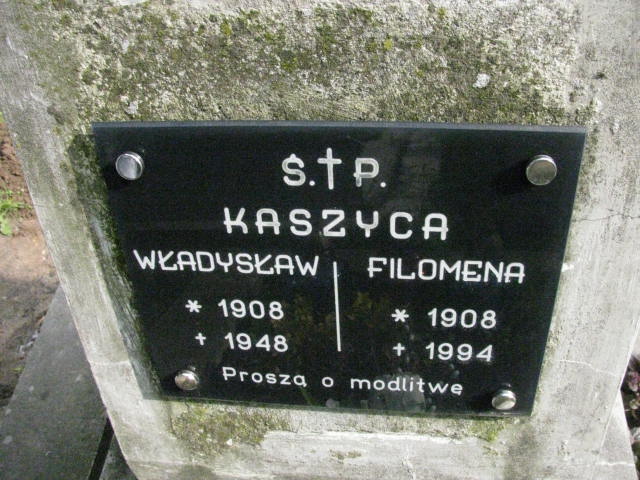 Ś.†P.
KASZYCA
WŁADYSŁAW
* 1908
† 1948
FILOMENA
* 1908
† 1994
Proszą o modlitwę